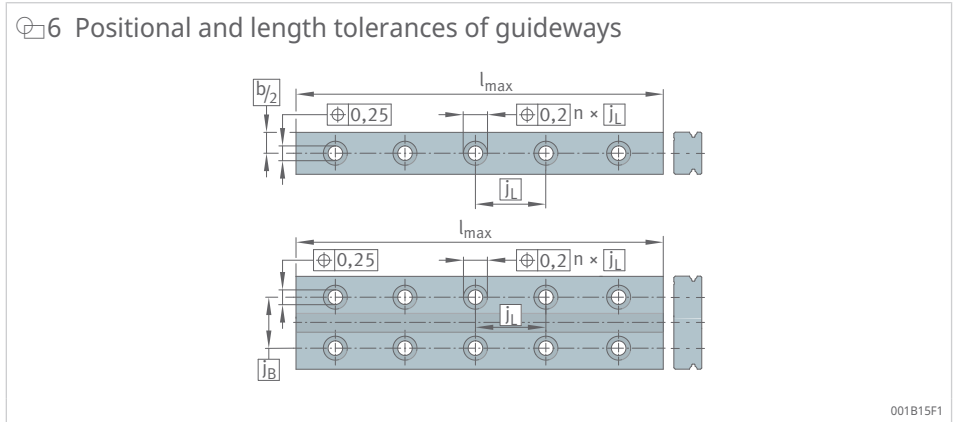 6 Positional and length tolerances of guideways
lmax
b/2
⌖ 0,25
⌖ 0,2 n × jL
jL
lmax
⌖ 0,25
⌖ 0,2 n × jL
jL
jB
001B15F1